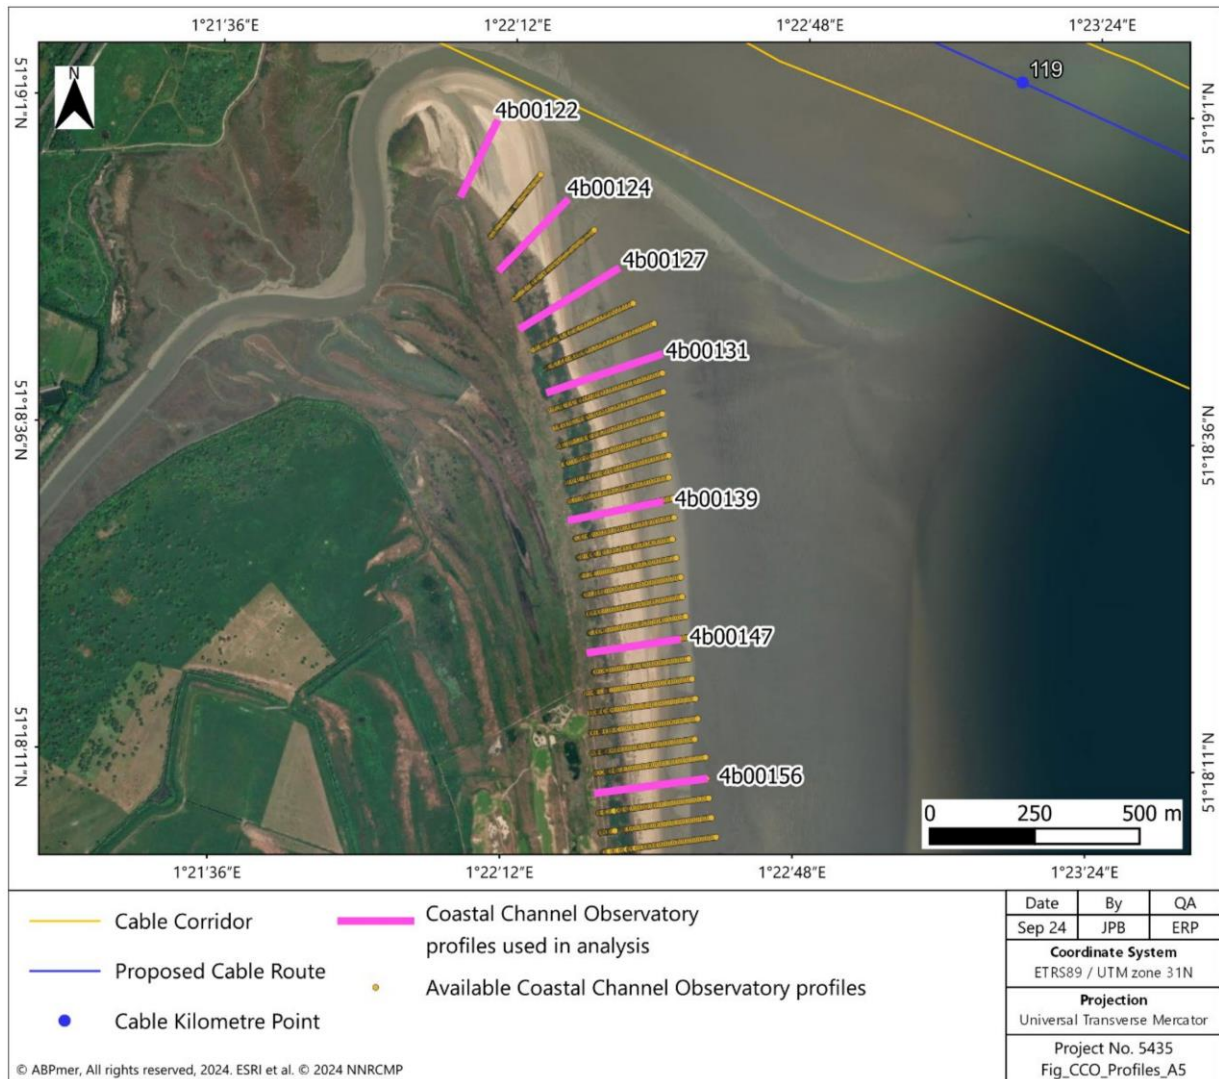 1°21'36"E 1°22'12"E 1°22'48"E 1°23'24"E
51°19'1"N
51°19'1"N
N
119
4b00122
4b00124
4b00127
4b00131
51°18'36"N
51°18'36"N
4b00139
4b00147
51°18'11"N
51°18'11"N
4b00156
0 250 500 m
1°21'36"E 1°22'12"E 1°22'48"E 1°23'24"E
Cable Corridor
Proposed Cable Route
Cable Kilometre Point
Coastal Channel Observatory
profiles used in analysis
Available Coastal Channel Observatory profiles
Date By QA
Sep 24 JPB ERP
Coordinate System
ETRS89 / UTM zone 31N
Projection
Universal Transverse Mercator
Project No. 5435
Fig_CCO_Profiles_A5
© ABPmer, All rights reserved, 2024. ESRI et al. © 2024 NNRCMP